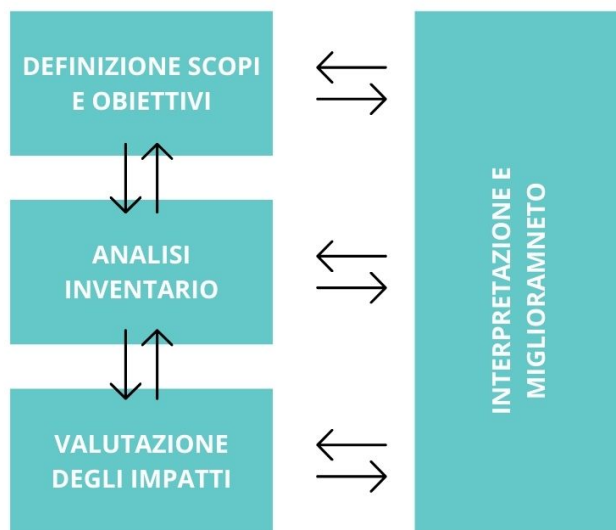 DEFINIZIONE SCOPI
E OBIETTIVI
ANALISI
INVENTARIO
VALUTAZIONE
DEGLI IMPATTI
INTERPRETAZIONE E
MIGLIORAMNETO